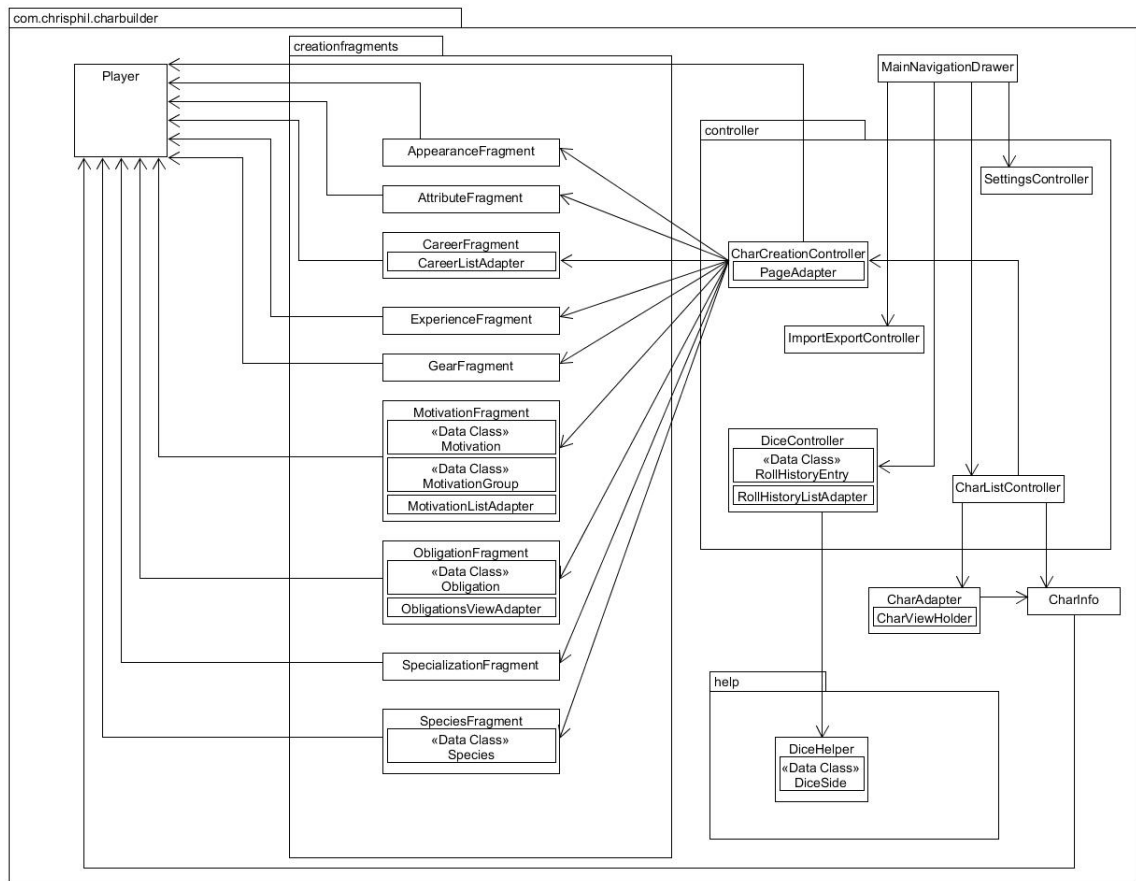 com.chrisphil.charbuilder
creationfragments
Player
AppearanceFragment
AttributeFragment
CareerFragment
CareerListAdapter
ExperienceFragment
GearFragment
MotivationFragment
«Data Class»
Motivation
«Data Class»
MotivationGroup
MotivationListAdapter
ObligationFragment
«Data Class»
Obligation
ObligationsViewAdapter
SpecializationFragment
SpeciesFragment
«Data Class»
Species
MainNavigationDrawer
controller
SettingsController
CharCreationController
PageAdapter
ImportExportController
DiceController
«Data Class»
RollHistoryEntry
RollHistoryListAdapter
CharListController
CharAdapter
CharViewHolder
CharInfo
help
DiceHelper
«Data Class»
DiceSide